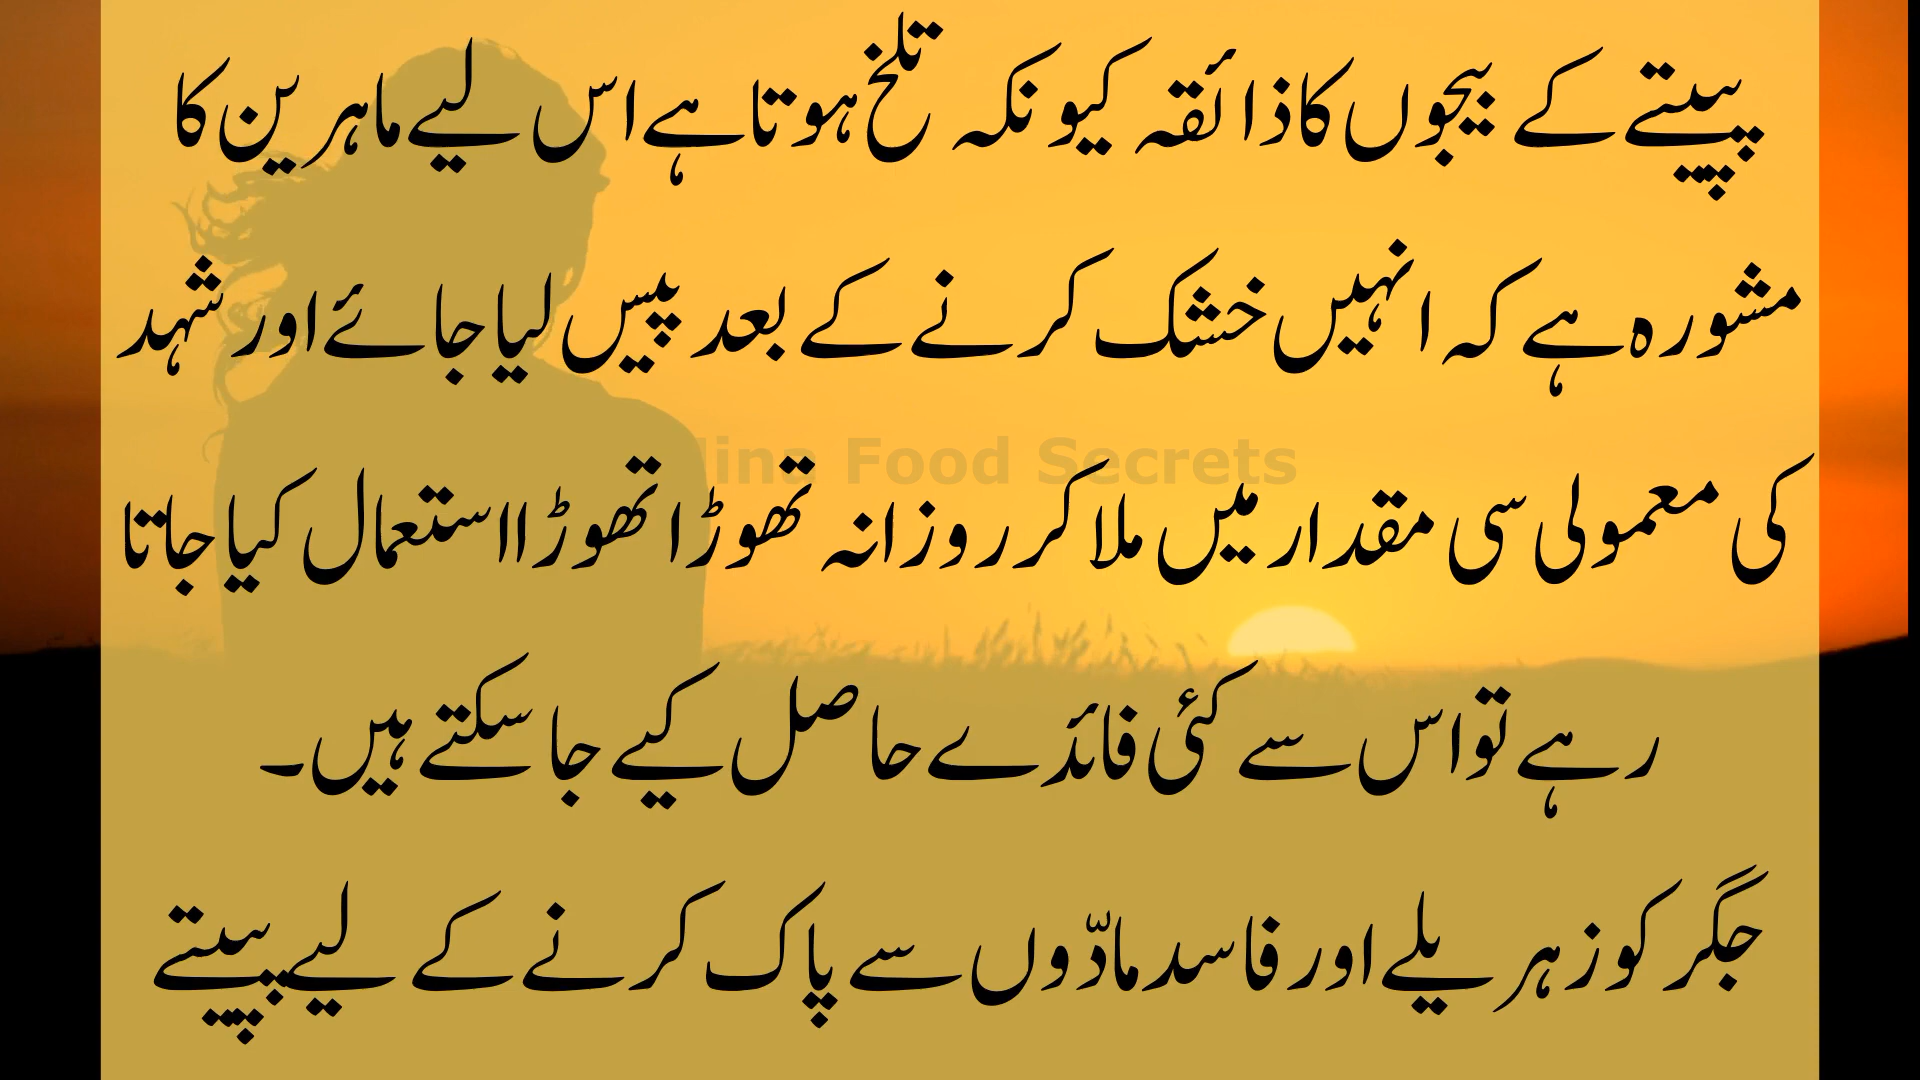 پپیتے کے بیجوں کا ذائقہ کیونکہ تلخ ہوتا ہے اس لیے ماہرین کا
مشورہ ہے کہ انہیں خشک کرنے کے بعد پیس لیا جائے اور شہد
Food Secrets
کی معمولی سی مقدار میں ملا کر روزانہ تھوڑا تھوڑا استعمال کیا جاتا
رہے تو اس سے کئی فائدے حاصل کیے جا سکتے ہیں۔
جگر کو زہریلے اور فاسد مادّوں سے پاک کرنے کے لیے پپیتے